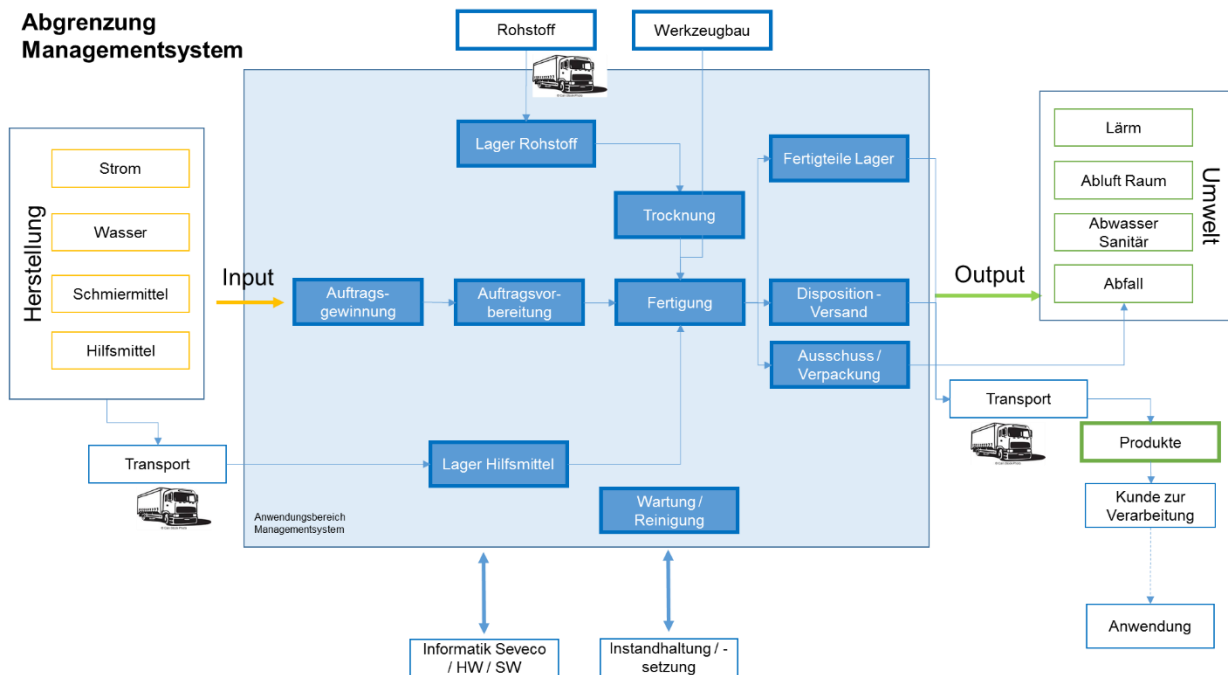 Abgrenzung
Managementsystem
Rohstoff
Werkzeugbau
Herstellung
Strom
Wasser
Schmiermittel
Hilfsmittel
Transport
Input
Lager Rohstoff
Trocknung
Auftrags-
gewinnung
Auftragsvor-
bereitung
Fertigung
Fertigteile Lager
Disposition -
Versand
Ausschuss /
Verpackung
Lager Hilfsmittel
Wartung /
Reinigung
Anwendungsbereich
Managementsystem
Output
Umwelt
Lärm
Abluft Raum
Abwasser
Sanitär
Abfall
Transport
Produkte
Kunde zur
Verarbeitung
Anwendung
Informatik Seveco
/ HW / SW
Instandhaltung / -
setzung